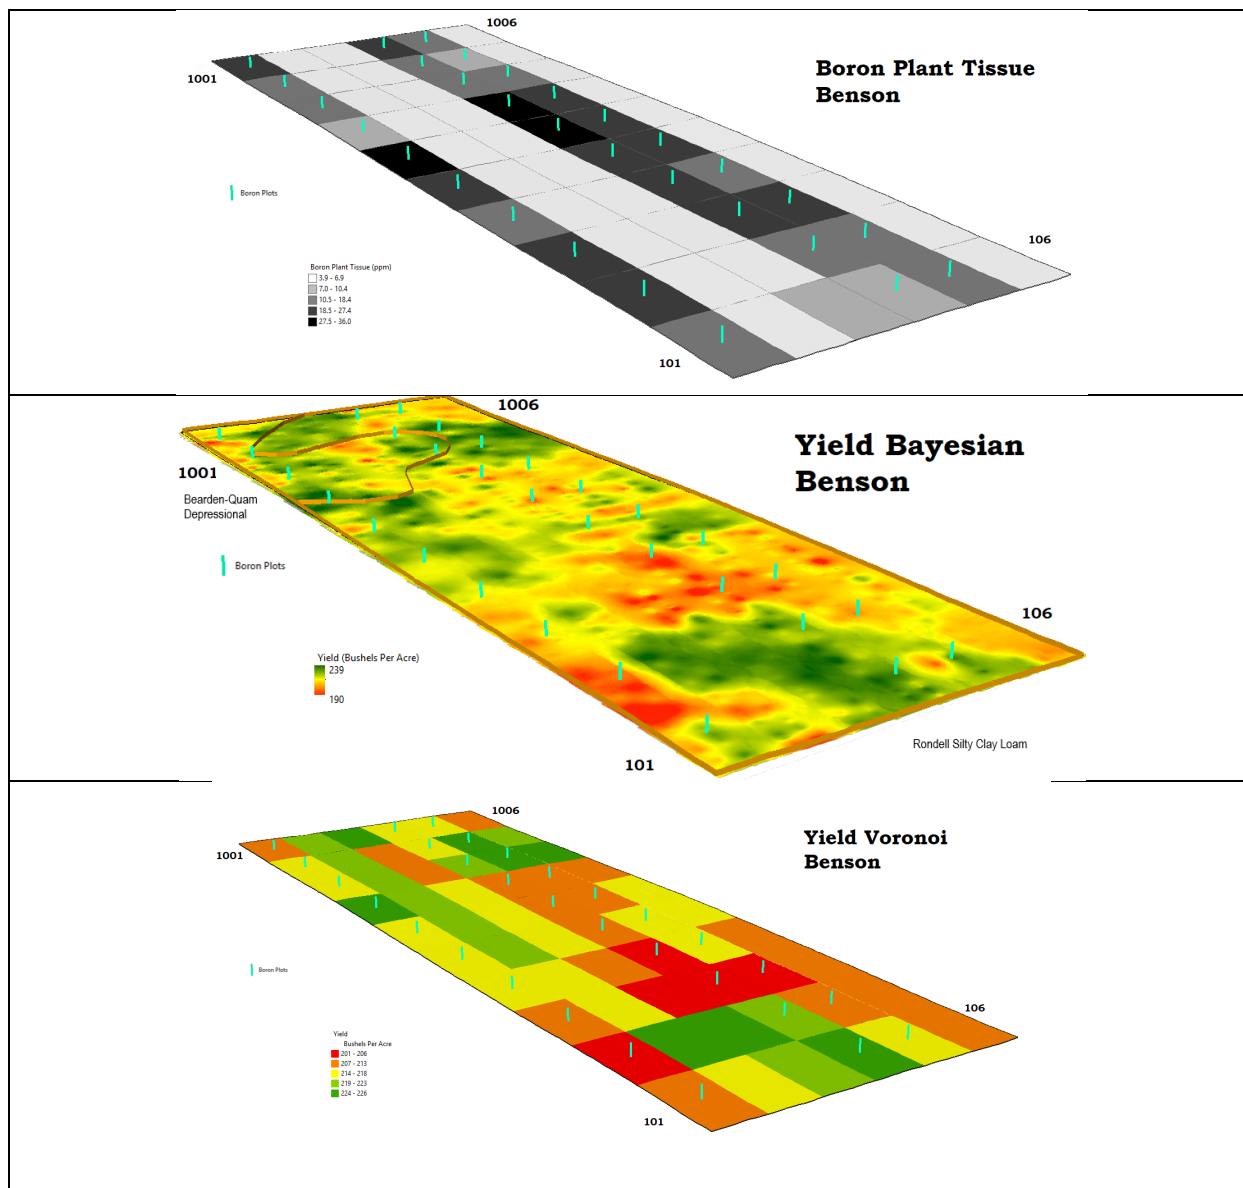 1006
Boron Plant Tissue
Benson
1001
Boron Plots
106
Boron Plant Tissue (ppm)
3.9 - 6.9
7.0 - 10.4
10.5 - 18.4
18.5 - 27.4
27.5 - 36.0
101
1006
Yield Bayesian
Benson
1001
Bearden-Quam
Depressional
Boron Plots
106
Yield (Bushels Per Acre)
239
190
Rondell Silty Clay Loam
101
1006
Yield Voronoi
Benson
1001
Boron Plots
106
Yield
Bushels Per Acre
201 - 206
207 - 213
214 - 218
219 - 223
224 - 226
101